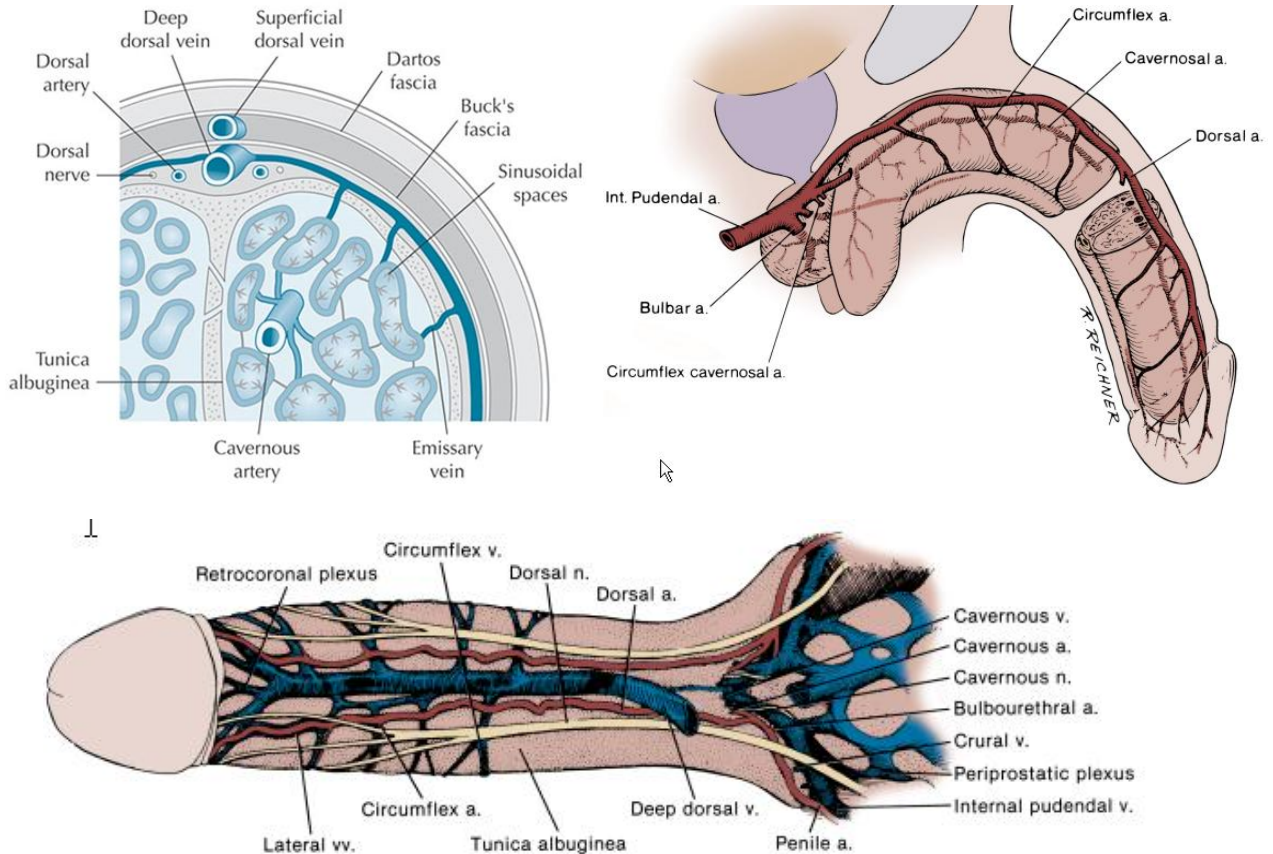 Deep
dorsal vein
Superficial
dorsal vein
Dorsal
artery
Dartos
fascia
Buck's
fascia
Dorsal
nerve
Sinusoidal
spaces
Tunica
albuginea
Cavernous
artery
Emissary
vein
Circumflex a.
Cavernosal a.
Dorsal a.
Int. Pudendal a.
Bulbar a.
Circumflex cavernosal a.
R. REICHNER
Circumflex v.
Retrocoronal plexus
Dorsal n.
Dorsal a.
Cavernous v.
Cavernous a.
Cavernous n.
Bulbourethral a.
Crural v.
Periprostatic plexus
Internal pudendal v.
Circumflex a.
Deep dorsal v.
Lateral vv.
Tunica albuginea
Penile a.